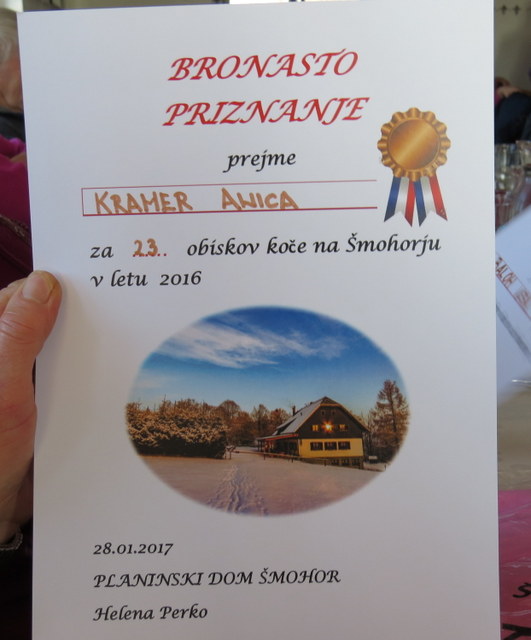 BRONASTO
PRIZNANJE
prejme
KRAMER ANICA
za 23.. obiskov koče na Šmohorju
v letu 2016
28.01.2017
PLANINSKI DOM ŠMOHOR
Helena Perko